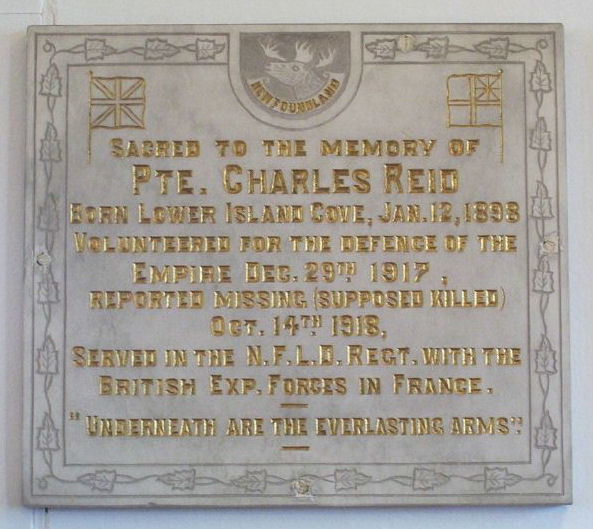 NEWFOUNDLAND
SACRED TO THE MEMORY OF
PTE. CHARLES REID
BORN LOWER ISLAND COVE, JAN. 12, 1898
VOLUNTEERED FOR THE DEFENCE OF THE
EMPIRE DEC. 29TH 1917,
REPORTED MISSING (SUPPOSED KILLED)
OCT. 14TH 1918,
SERVED IN THE N.F.L.D. REGT. WITH THE
BRITISH EXP. FORCES IN FRANCE.
"UNDERNEATH ARE THE EVERLASTING ARMS".